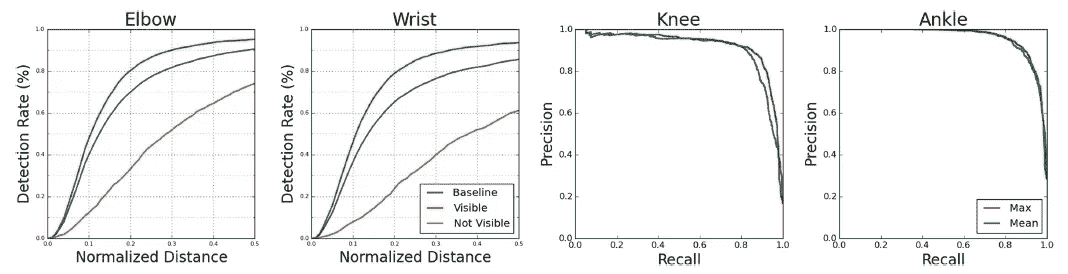 Elbow
Detection Rate (%)
1.0
0.8
0.6
0.4
0.2
0.0
0.0 0.1 0.2 0.3 0.4 0.5
Normalized Distance
Wrist
Detection Rate (%)
1.0
0.8
0.6
0.4
0.2
0.0
Baseline
Visible
Not Visible
0.0 0.1 0.2 0.3 0.4 0.5
Normalized Distance
Knee
Precision
1.0
0.8
0.6
0.4
0.2
0.0
0.0 0.2 0.4 0.6 0.8 1.0
Recall
Ankle
Precision
1.0
0.8
0.6
0.4
0.2
0.0
Max
Mean
0.0 0.2 0.4 0.6 0.8 1.0
Recall